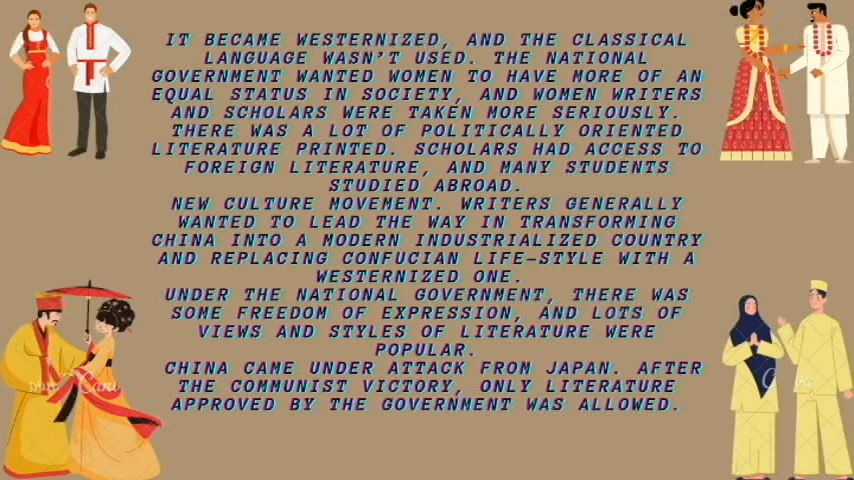 IT BECAME WESTERNIZED, AND THE CLASSICAL
LANGUAGE WASN'T USED. THE NATIONAL
GOVERNMENT WANTED WOMEN TO HAVE MORE OF AN
EQUAL STATUS IN SOCIETY, AND WOMEN WRITERS
AND SCHOLARS WERE TAKEN MORE SERIOUSLY.
THERE WAS A LOT OF POLITICALLY ORIENTED
LITERATURE PRINTED. SCHOLARS HAD ACCESS TO
FOREIGN LITERATURE, AND MANY STUDENTS
STUDIED ABROAD.
NEW CULTURE MOVEMENT. WRITERS GENERALLY
WANTED TO LEAD THE WAY IN TRANSFORMING
CHINA INTO A MODERN INDUSTRIALIZED COUNTRY
AND REPLACING CONFUCIAN LIFE-STYLE WITH A
WESTERNIZED ONE.
UNDER THE NATIONAL GOVERNMENT, THERE WAS
SOME FREEDOM OF EXPRESSION, AND LOTS OF
VIEWS AND STYLES OF LITERATURE WERE
POPULAR.
CHINA CAME UNDER ATTACK FROM JAPAN. AFTER
THE COMMUNIST VICTORY, ONLY LITERATURE
APPROVED BY THE GOVERNMENT WAS ALLOWED.
Canva